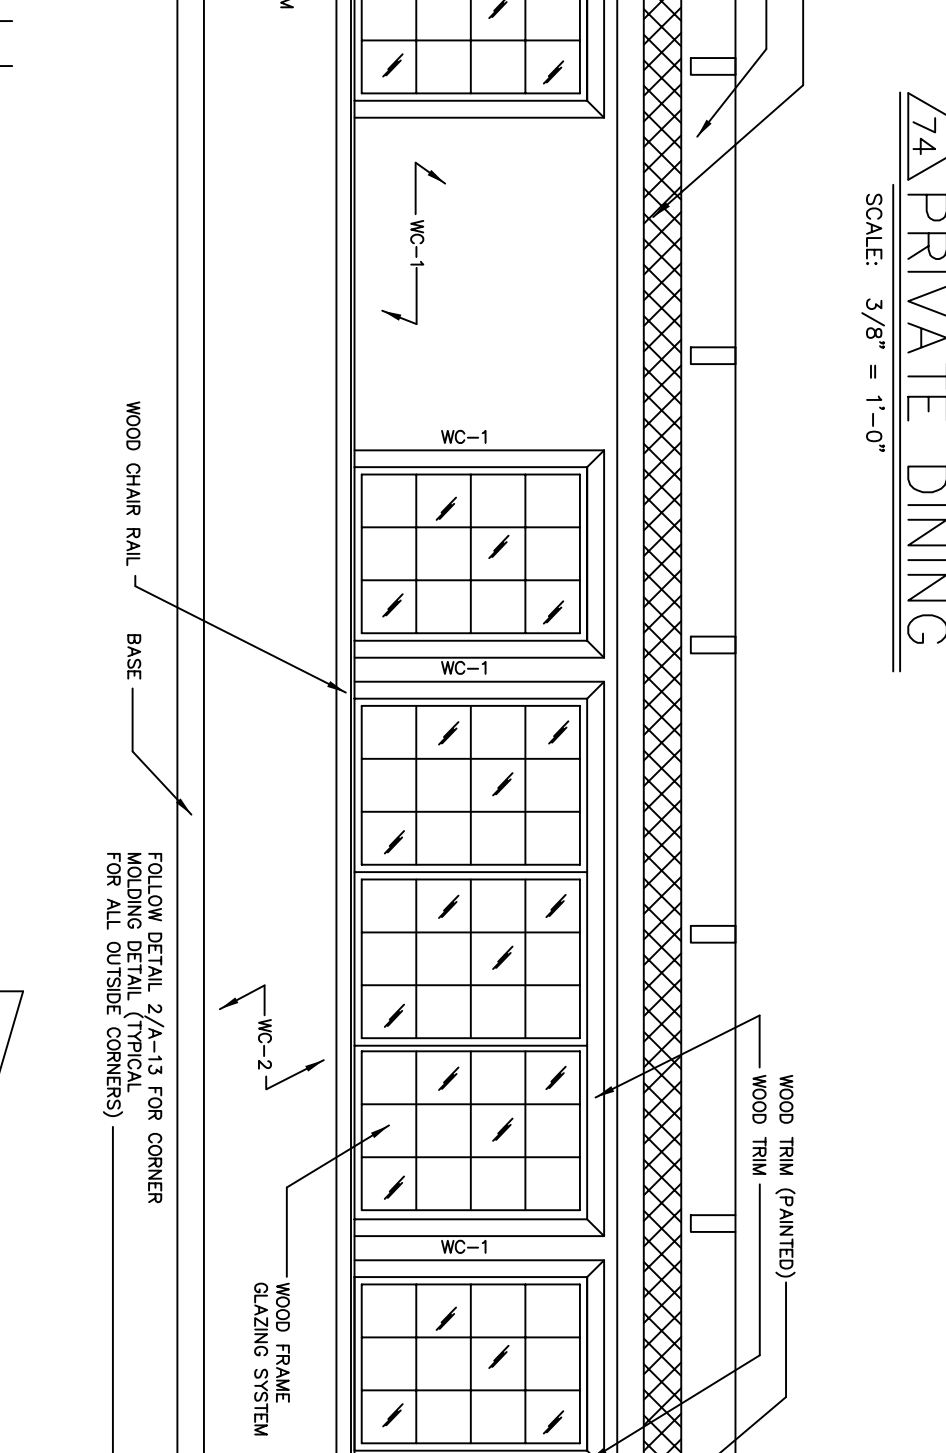 74 PRIVATE DINING
SCALE: 3/8" = 1'-0"
WOOD TRIM (PAINTED)
WOOD TRIM
WC-1
WC-1
WC-1
WC-1
M
WC-2
WOOD FRAME
GLAZING SYSTEM
WOOD CHAIR RAIL
BASE
FOLLOW DETAIL 2/A-13 FOR CORNER
MOLDING DETAIL (TYPICAL
FOR ALL OUTSIDE CORNERS)